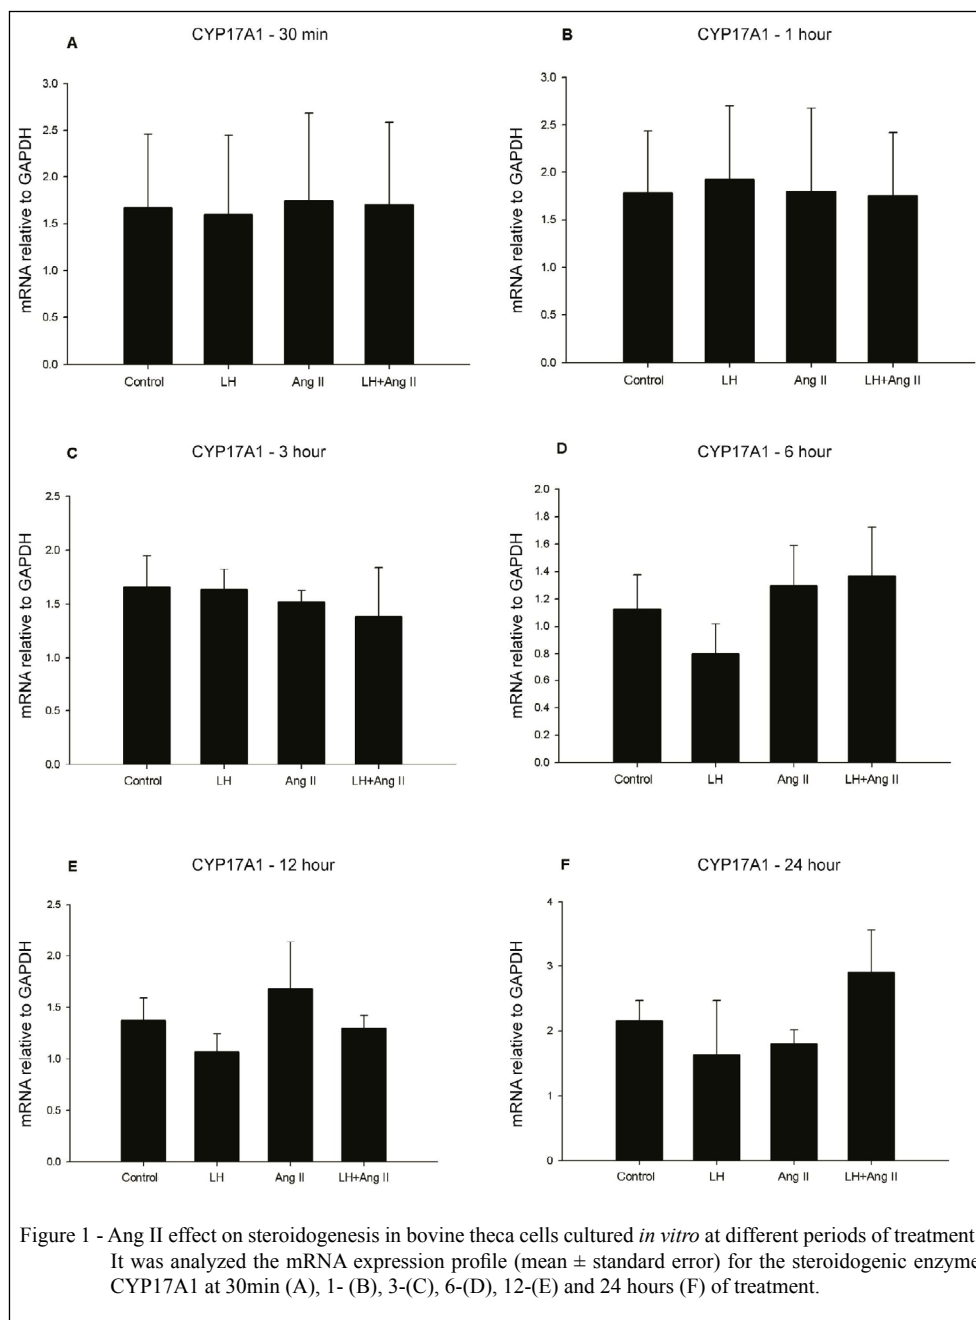 A
CYP17A1 - 30 min
mRNA relative to GAPDH
3.0
2.5
2.0
1.5
1.0
0.5
0.0
Control LH Ang II LH+Ang II
B
CYP17A1 - 1 hour
mRNA relative to GAPDH
3.0
2.5
2.0
1.5
1.0
0.5
0.0
Control LH Ang II LH+Ang II
C
CYP17A1 - 3 hour
mRNA relative to GAPDH
2.5
2.0
1.5
1.0
0.5
0.0
Control LH Ang II LH+Ang II
D
CYP17A1 - 6 hour
mRNA relative to GAPDH
2.0
1.8
1.6
1.4
1.2
1.0
0.8
0.6
0.4
0.2
0.0
Control LH Ang II LH+Ang II
E
CYP17A1 - 12 hour
mRNA relative to GAPDH
2.5
2.0
1.5
1.0
0.5
0.0
Control LH Ang II LH+Ang II
F
CYP17A1 - 24 hour
mRNA relative to GAPDH
4
3
2
1
0
Control LH Ang II LH+Ang II
Figure 1 - Ang II effect on steroidogenesis in bovine theca cells cultured in vitro at different periods of treatment
It was analyzed the mRNA expression profile (mean ± standard error) for the steroidogenic enzyme
CYP17A1 at 30min (A), 1- (B), 3-(C), 6-(D), 12-(E) and 24 hours (F) of treatment.